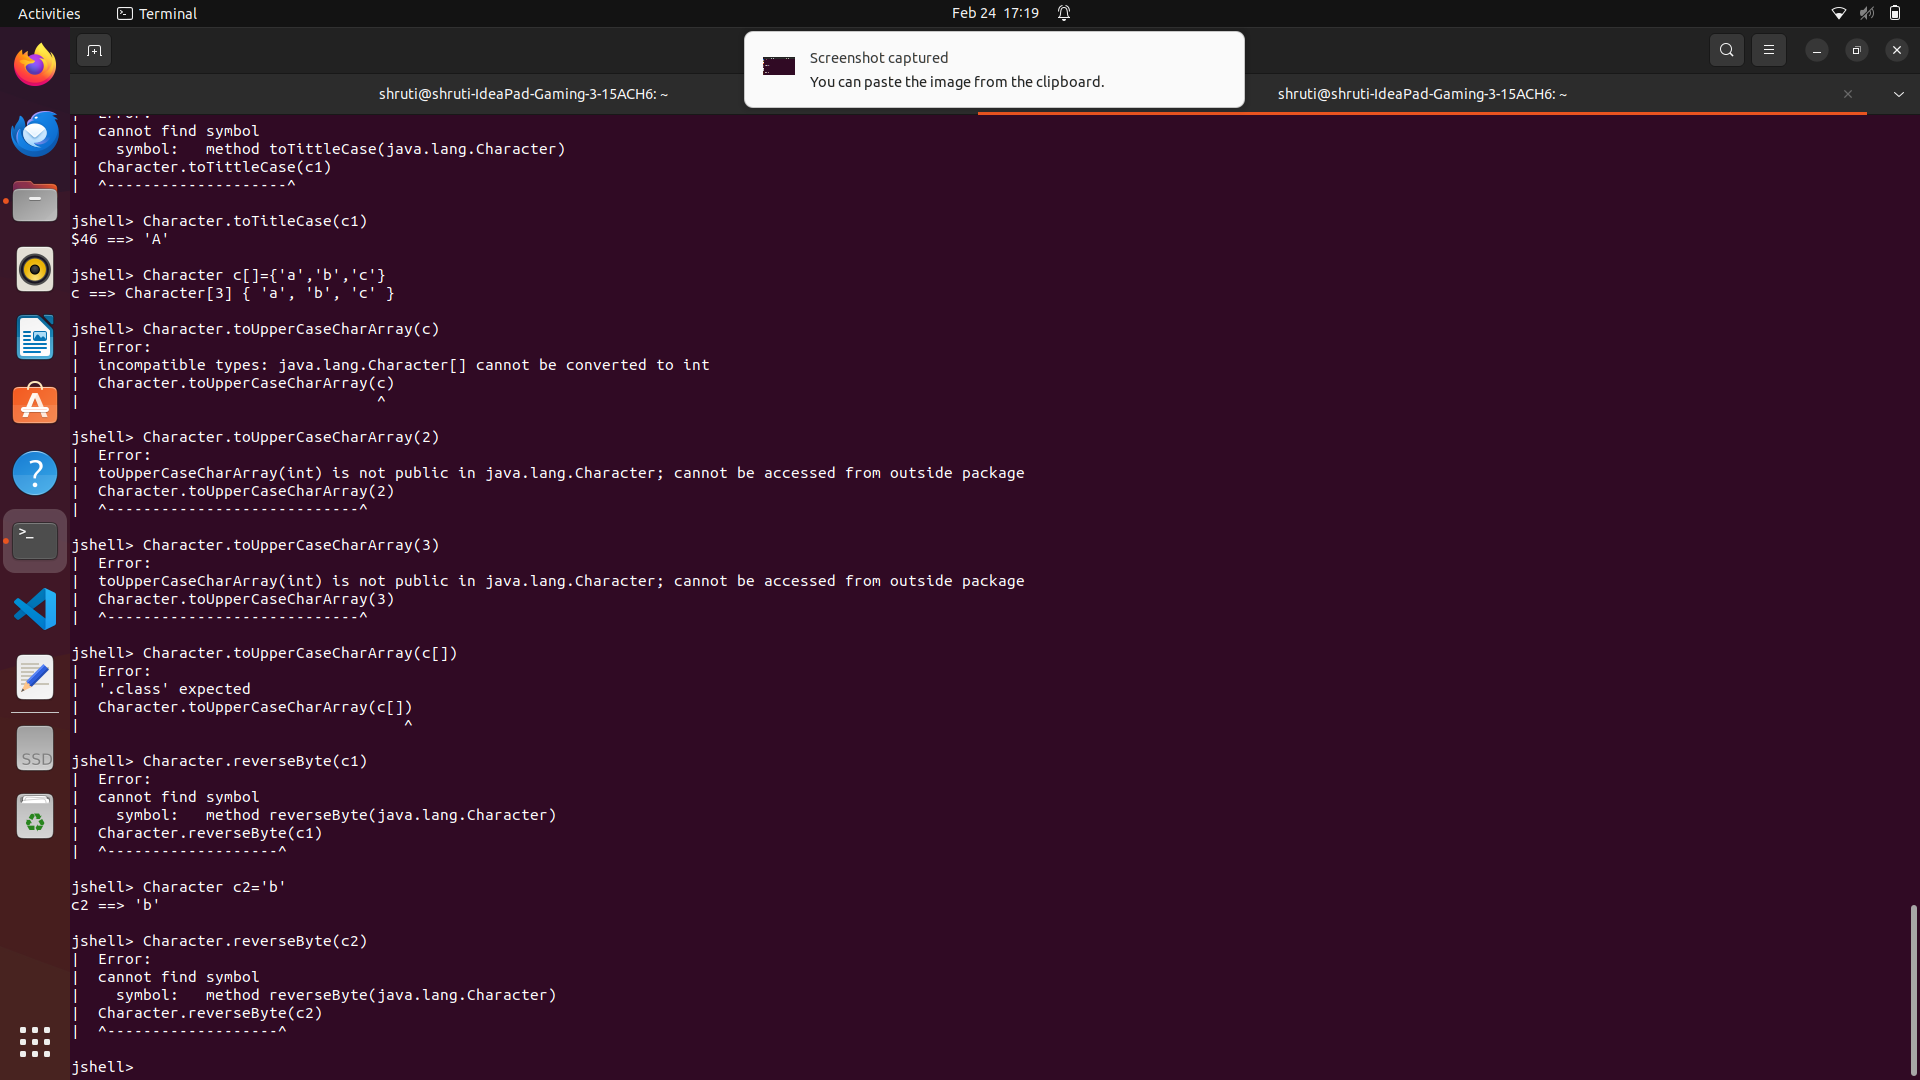 Activities
Terminal
Feb 24 17:19
Screenshot captured
You can paste the image from the clipboard.
shruti@shruti-IdeaPad-Gaming-3-15ACH6: ~
shruti@shruti-IdeaPad-Gaming-3-15ACH6: ~
| Error:
|  cannot find symbol
|    symbol:   method toTittleCase(java.lang.Character)
|  Character.toTittleCase(c1)
|  ^--------------------^
jshell> Character.toTitleCase(c1)
$46 ==> 'A'
jshell> Character c[]={'a','b','c'}
c ==> Character[3] { 'a', 'b', 'c' }
jshell> Character.toUpperCaseCharArray(c)
|  Error:
|  incompatible types: java.lang.Character[] cannot be converted to int
|  Character.toUpperCaseCharArray(c)
|                                 ^
jshell> Character.toUpperCaseCharArray(2)
|  Error:
|  toUpperCaseCharArray(int) is not public in java.lang.Character; cannot be accessed from outside package
|  Character.toUpperCaseCharArray(2)
|  ^----------------------------^
jshell> Character.toUpperCaseCharArray(3)
|  Error:
|  toUpperCaseCharArray(int) is not public in java.lang.Character; cannot be accessed from outside package
|  Character.toUpperCaseCharArray(3)
|  ^----------------------------^
jshell> Character.toUpperCaseCharArray(c[])
|  Error:
|  '.class' expected
|  Character.toUpperCaseCharArray(c[])
|                                    ^
jshell> Character.reverseByte(c1)
|  Error:
|  cannot find symbol
|    symbol:   method reverseByte(java.lang.Character)
|  Character.reverseByte(c1)
|  ^-------------------^
jshell> Character c2='b'
c2 ==> 'b'
jshell> Character.reverseByte(c2)
|  Error:
|  cannot find symbol
|    symbol:   method reverseByte(java.lang.Character)
|  Character.reverseByte(c2)
|  ^-------------------^
jshell>
SSD